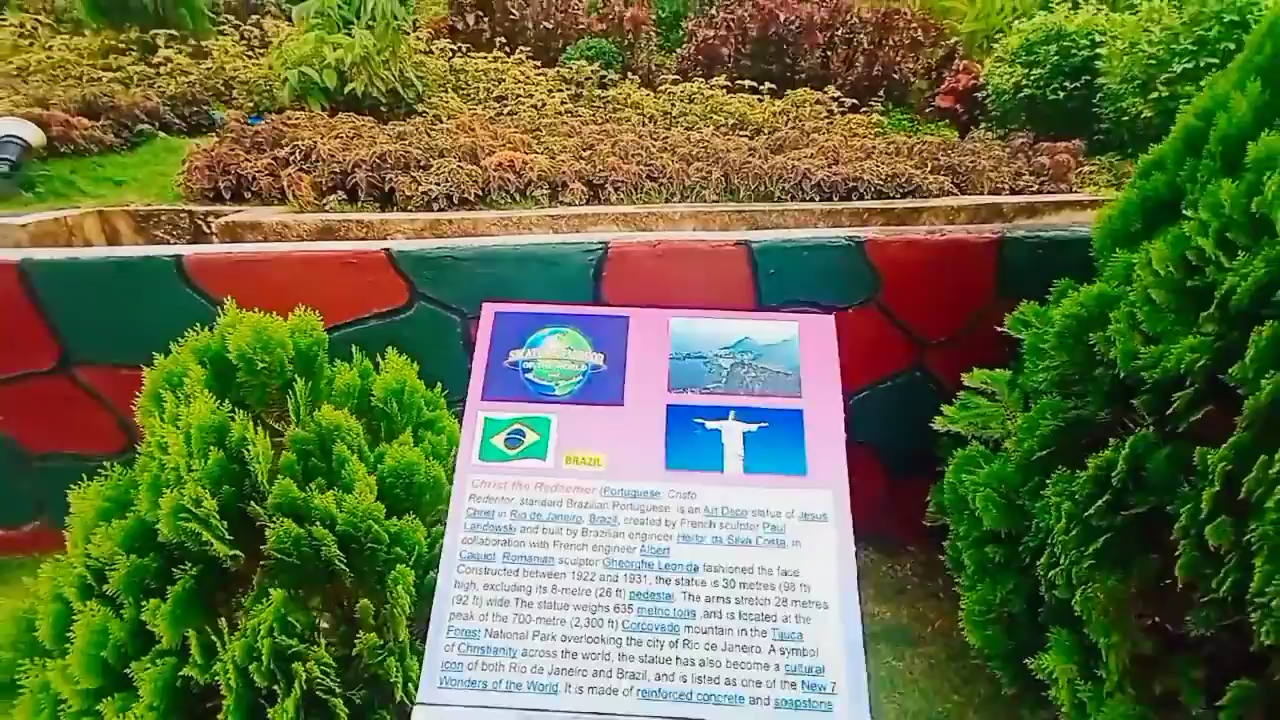 OF THE WORLD
BRAZIL
Christ the Redeemer (Portuguese: Cristo
Redentor, standard Brazilian Portuguese: is an Art Deco statue of Jesus
Christ in Rio de Janeiro, Brazil, created by French sculptor Paul
Landowski and built by Brazilian engineer Heitor da Silva Costa, in
collaboration with French engineer Albert
Caquot. Romanian sculptor Gheorghe Leonida fashioned the face.
Constructed between 1922 and 1931, the statue is 30 metres (98 ft)
high, excluding its 8-metre (26 ft) pedestal. The arms stretch 28 metres
(92 ft) wide.The statue weighs 635 metric tons ,and is located at the
peak of the 700-metre (2,300 ft) Corcovado mountain in the Tijuca
Forest National Park overlooking the city of Rio de Janeiro. A symbol
of Christianity across the world, the statue has also become a cultural
icon of both Rio de Janeiro and Brazil, and is listed as one of the New 7
Wonders of the World. It is made of reinforced concrete and soapstone